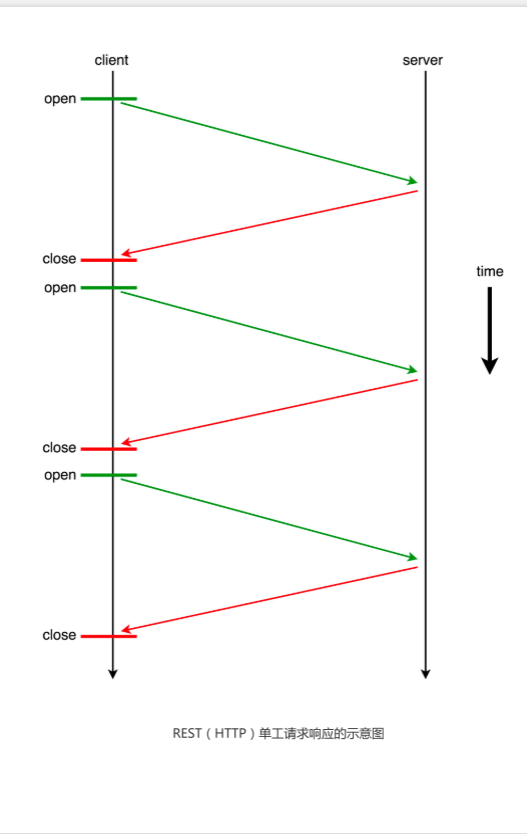 client
server
open
close
open
time
close
open
close
REST（HTTP）单工请求响应的示意图